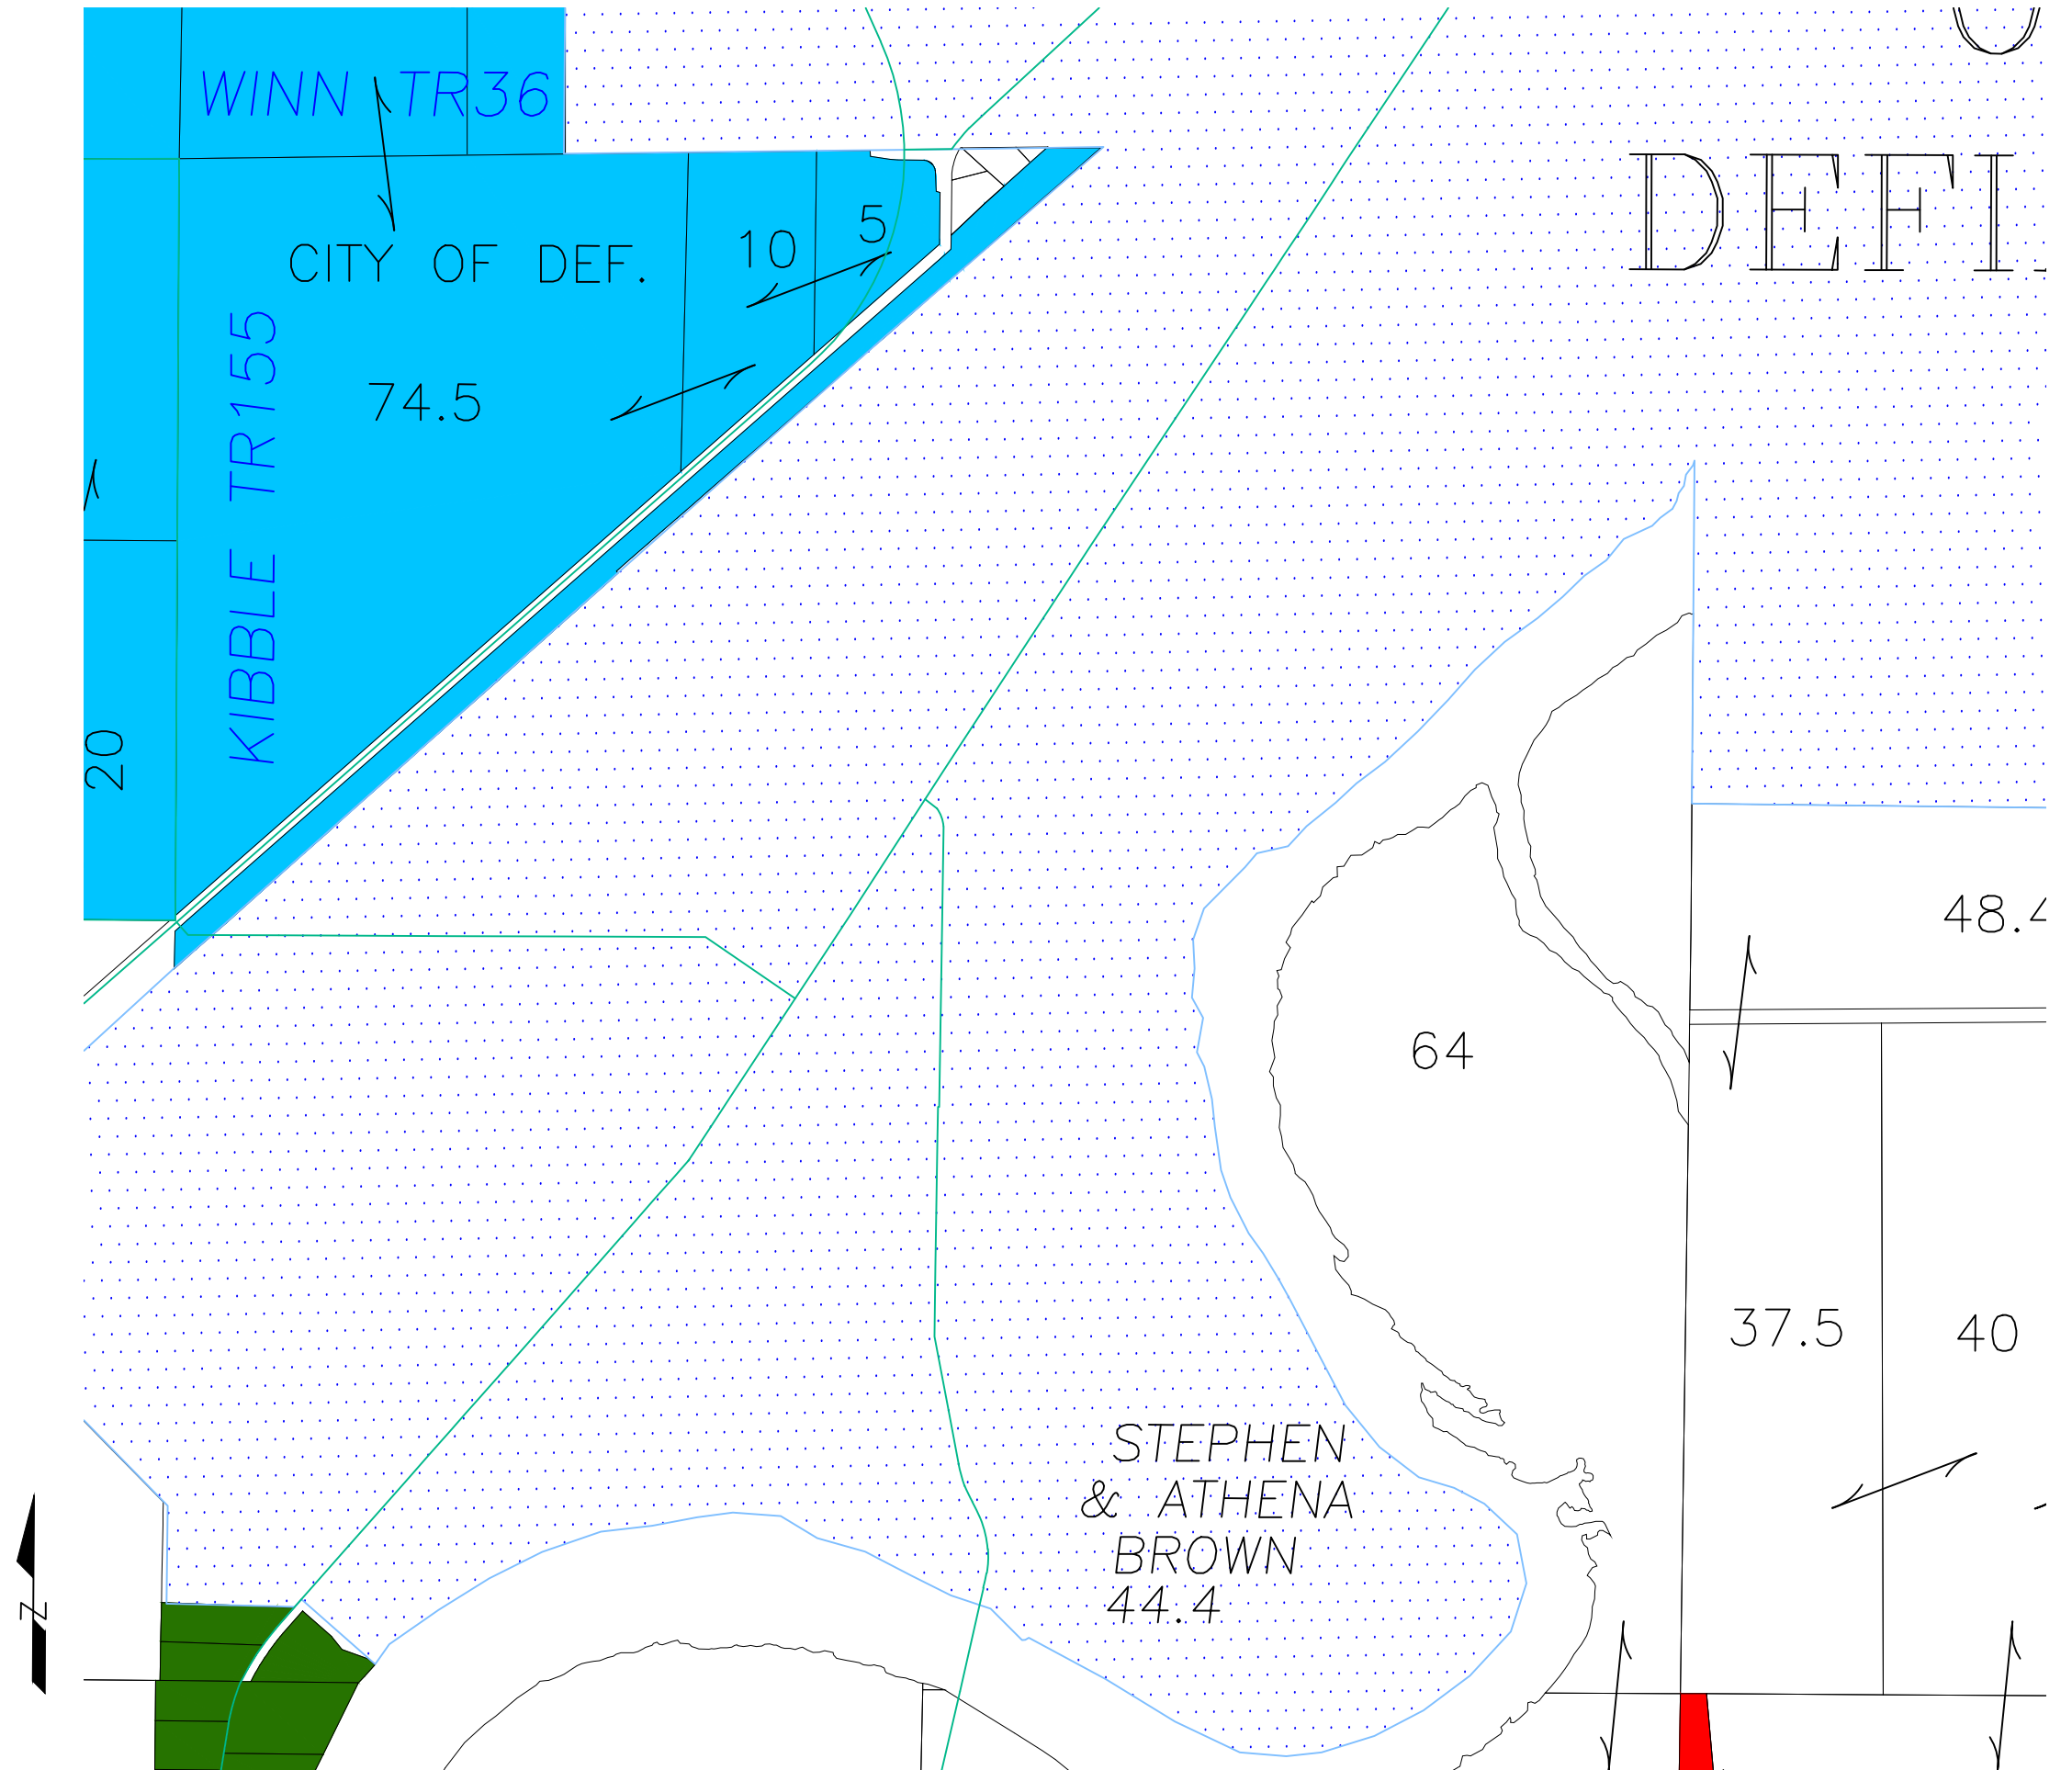 WINN TR36
CITY OF DEF.
10
5
74.5
KIBBLE TR155
20
DEFI
48.4
64
37.5
40
STEPHEN
& ATHENA
BROWN
44.4
N